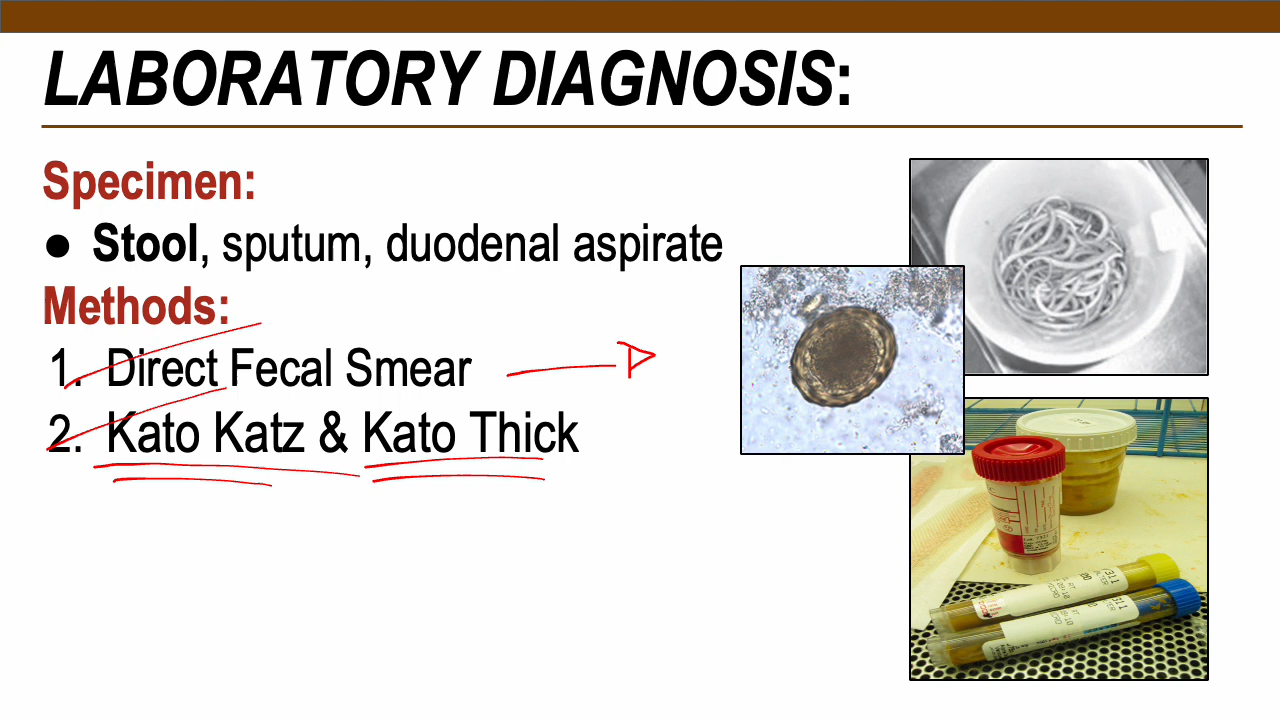 LABORATORY DIAGNOSIS:
Specimen:
● Stool, sputum, duodenal aspirate
Methods:
1. Direct Fecal Smear
2. Kato Katz & Kato Thick